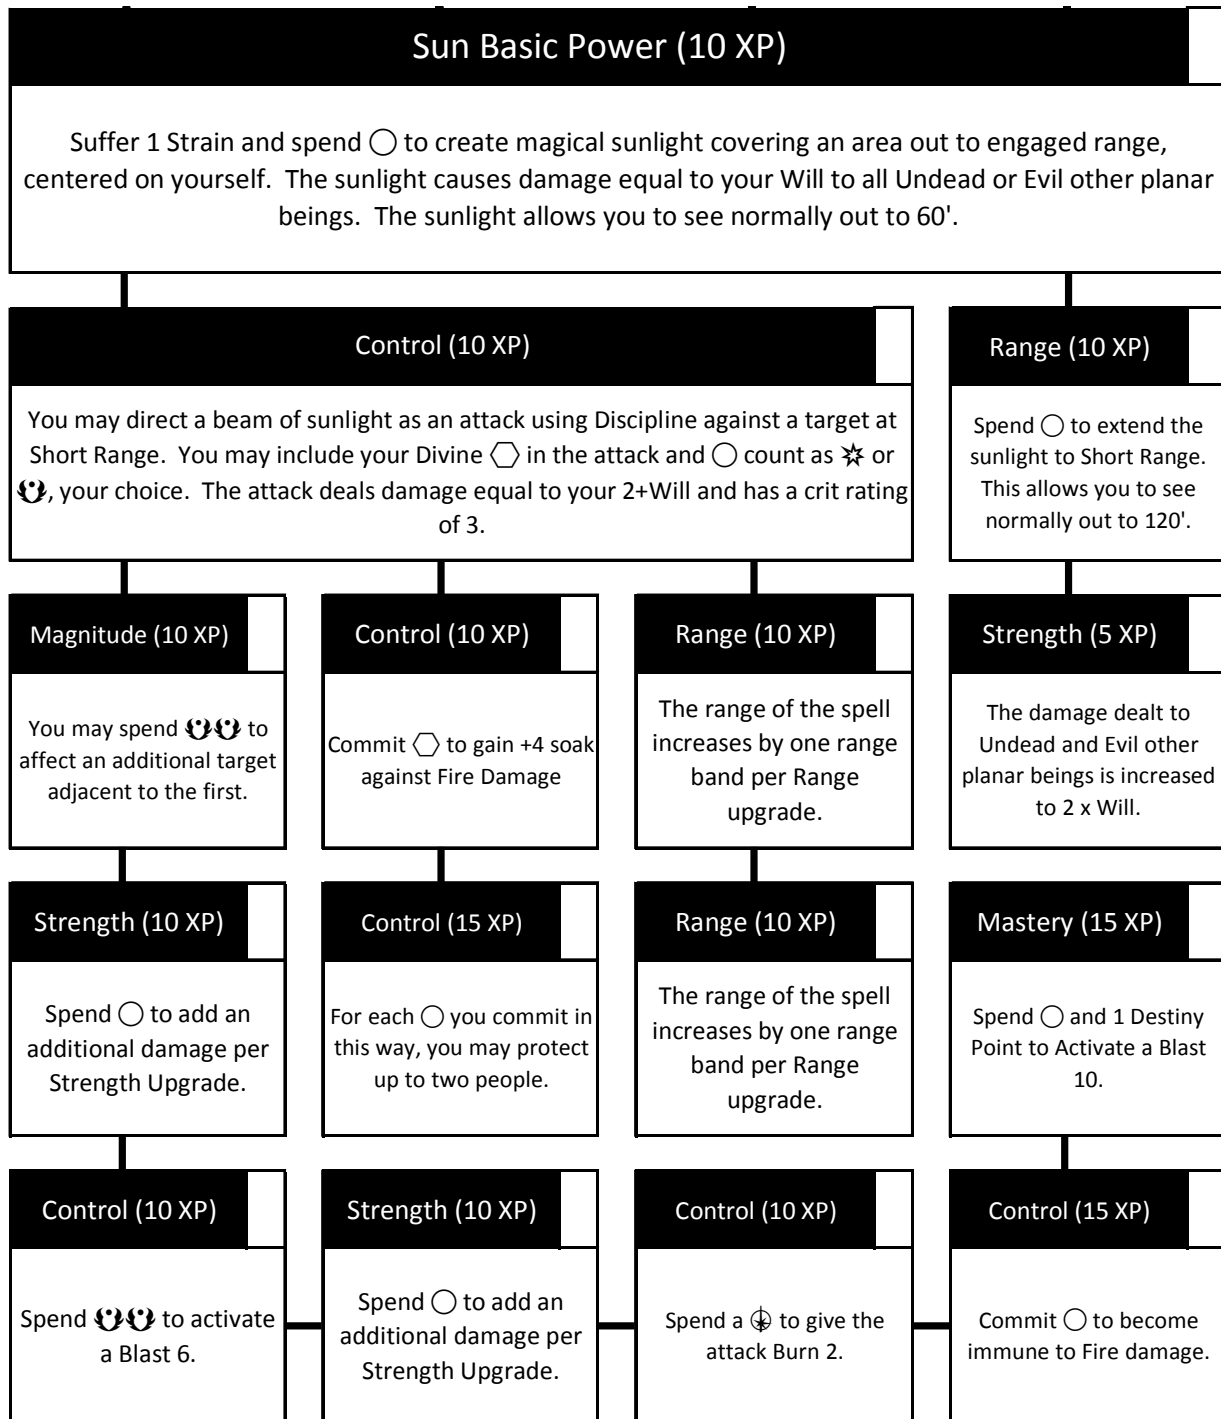 Sun Basic Power (10 XP)
Suffer 1 Strain and spend ◯ to create magical sunlight covering an area out to engaged range,
centered on yourself. The sunlight causes damage equal to your Will to all Undead or Evil other planar
beings. The sunlight allows you to see normally out to 60'.
Control (10 XP)
You may direct a beam of sunlight as an attack using Discipline against a target at
Short Range. You may include your Divine ⬡ in the attack and ◯ count as or
, your choice. The attack deals damage equal to your 2+Will and has a crit rating
of 3.
Range (10 XP)
Spend ◯ to extend the
sunlight to Short Range.
This allows you to see
normally out to 120'.
Magnitude (10 XP)
You may spend to
affect an additional target
adjacent to the first.
Control (10 XP)
Commit ⬡ to gain +4 soak
against Fire Damage
Range (10 XP)
The range of the spell
increases by one range
band per Range
upgrade.
Strength (5 XP)
The damage dealt to
Undead and Evil other
planar beings is increased
to 2 x Will.
Strength (10 XP)
Spend ◯ to add an
additional damage per
Strength Upgrade.
Control (15 XP)
For each ◯ you commit in
this way, you may protect
up to two people.
Range (10 XP)
The range of the spell
increases by one range
band per Range
upgrade.
Mastery (15 XP)
Spend ◯ and 1 Destiny
Point to Activate a Blast
10.
Control (10 XP)
Spend to activate
a Blast 6.
Strength (10 XP)
Spend ◯ to add an
additional damage per
Strength Upgrade.
Control (10 XP)
Spend a to give the
attack Burn 2.
Control (15 XP)
Commit ◯ to become
immune to Fire damage.